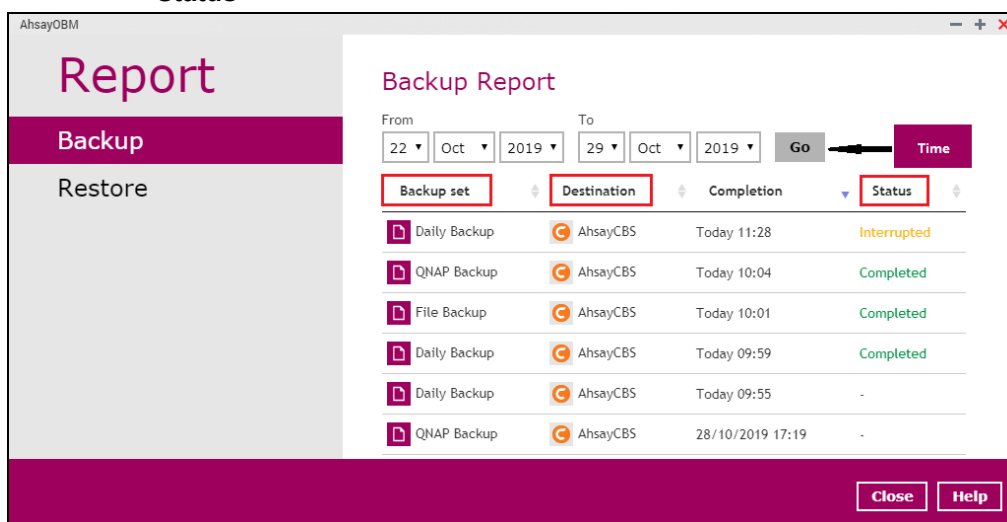 AhsayOBM
Report
Backup
Restore
Backup Report
From To
22 Oct 2019 29 Oct 2019 Go Time
Backup set Destination Completion Status
Daily Backup AhsayCBS Today 11:28 Interrupted
QNAP Backup AhsayCBS Today 10:04 Completed
File Backup AhsayCBS Today 10:01 Completed
Daily Backup AhsayCBS Today 09:59 Completed
Daily Backup AhsayCBS Today 09:55 -
QNAP Backup AhsayCBS 28/10/2019 17:19 -
Close Help